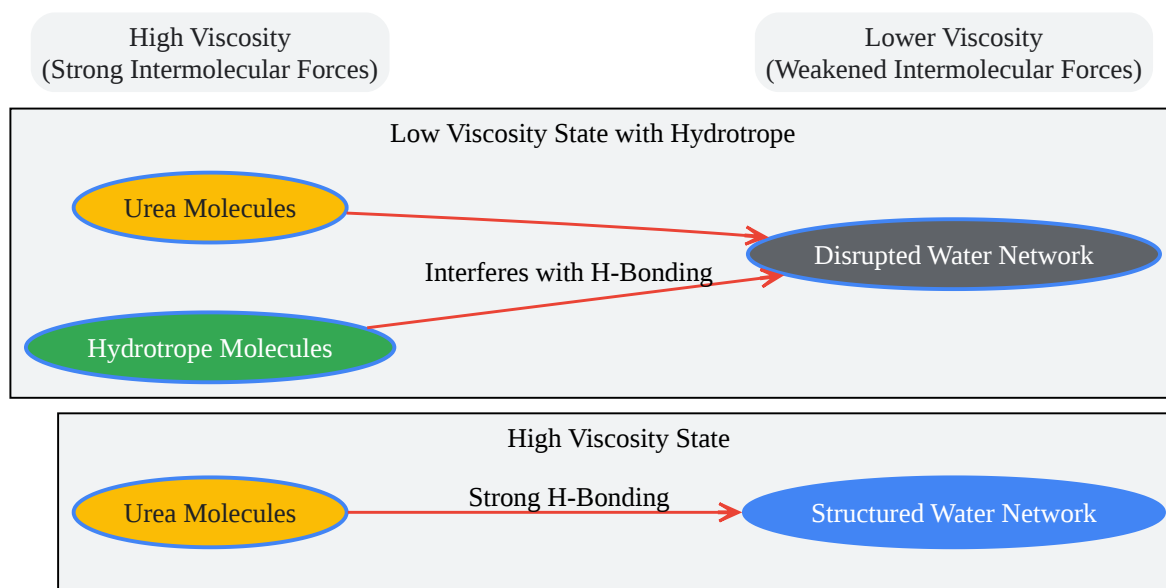 High Viscosity
(Strong Intermolecular Forces)
Lower Viscosity
(Weakened Intermolecular Forces)
Low Viscosity State with Hydrotrope
Urea Molecules
Disrupted Water Network
Interferes with H-Bonding
Hydrotrope Molecules
High Viscosity State
Urea Molecules
Strong H-Bonding
Structured Water Network